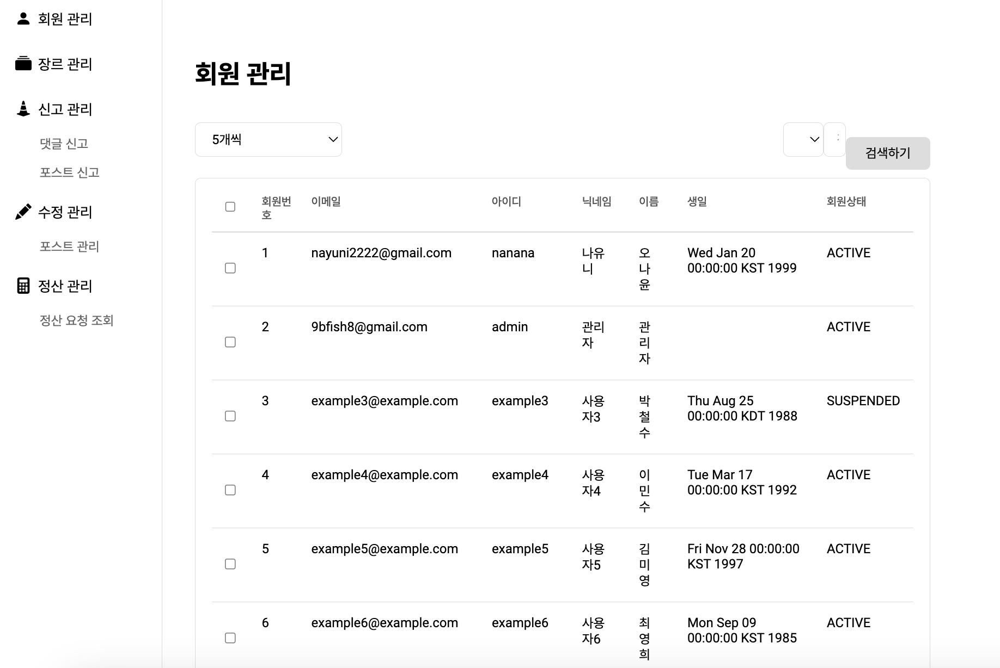 회원 관리
장르 관리
신고 관리
댓글 신고
포스트 신고
수정 관리
포스트 관리
정산 관리
정산 요청 조회
회원 관리
5개씩
검색하기
회원번
호
이메일
아이디
닉네임
이름
생일
회원상태
1
nayuni2222@gmail.com
nanana
나유
니
오
나
윤
Wed Jan 20
00:00:00 KST 1999
ACTIVE
2
9bfish8@gmail.com
admin
관리
자
관
리
자
ACTIVE
3
example3@example.com
example3
사용
자3
박
철
수
Thu Aug 25
00:00:00 KDT 1988
SUSPENDED
4
example4@example.com
example4
사용
자4
이
민
수
Tue Mar 17
00:00:00 KST 1992
ACTIVE
5
example5@example.com
example5
사용
자5
김
미
영
Fri Nov 28 00:00:00
KST 1997
ACTIVE
6
example6@example.com
example6
사용
자6
최
영
희
Mon Sep 09
00:00:00 KST 1985
ACTIVE